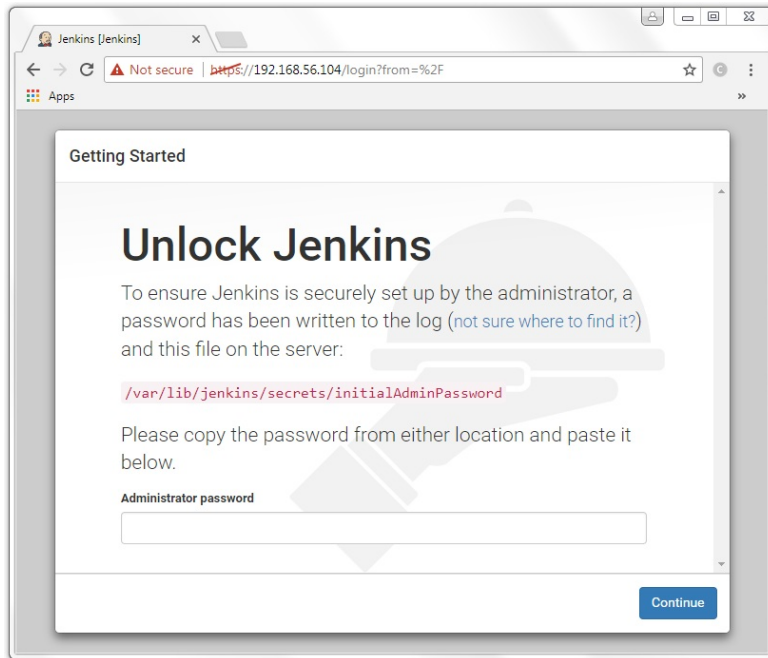 Jenkins [Jenkins]
Not secure | https://192.168.56.104/login?from=%2F
Apps
Getting Started
Unlock Jenkins
To ensure Jenkins is securely set up by the administrator, a
password has been written to the log (not sure where to find it?)
and this file on the server:
/var/lib/jenkins/secrets/initialAdminPassword
Please copy the password from either location and paste it
below.
Administrator password
Continue